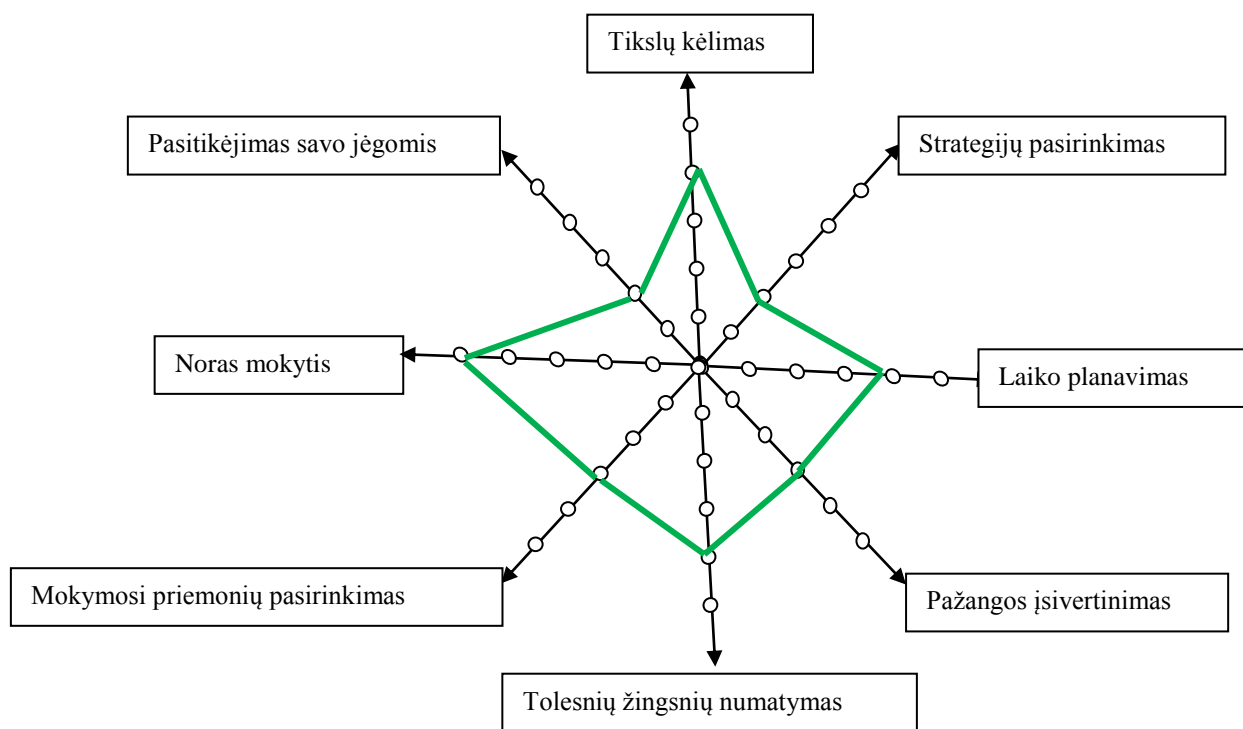 Tikslų kėlimas
Pasitikėjimas savo jėgomis
Strategijų pasirinkimas
Noras mokytis
Laiko planavimas
Mokymosi priemonių pasirinkimas
Pažangos įsivertinimas
Tolesnių žingsnių numatymas